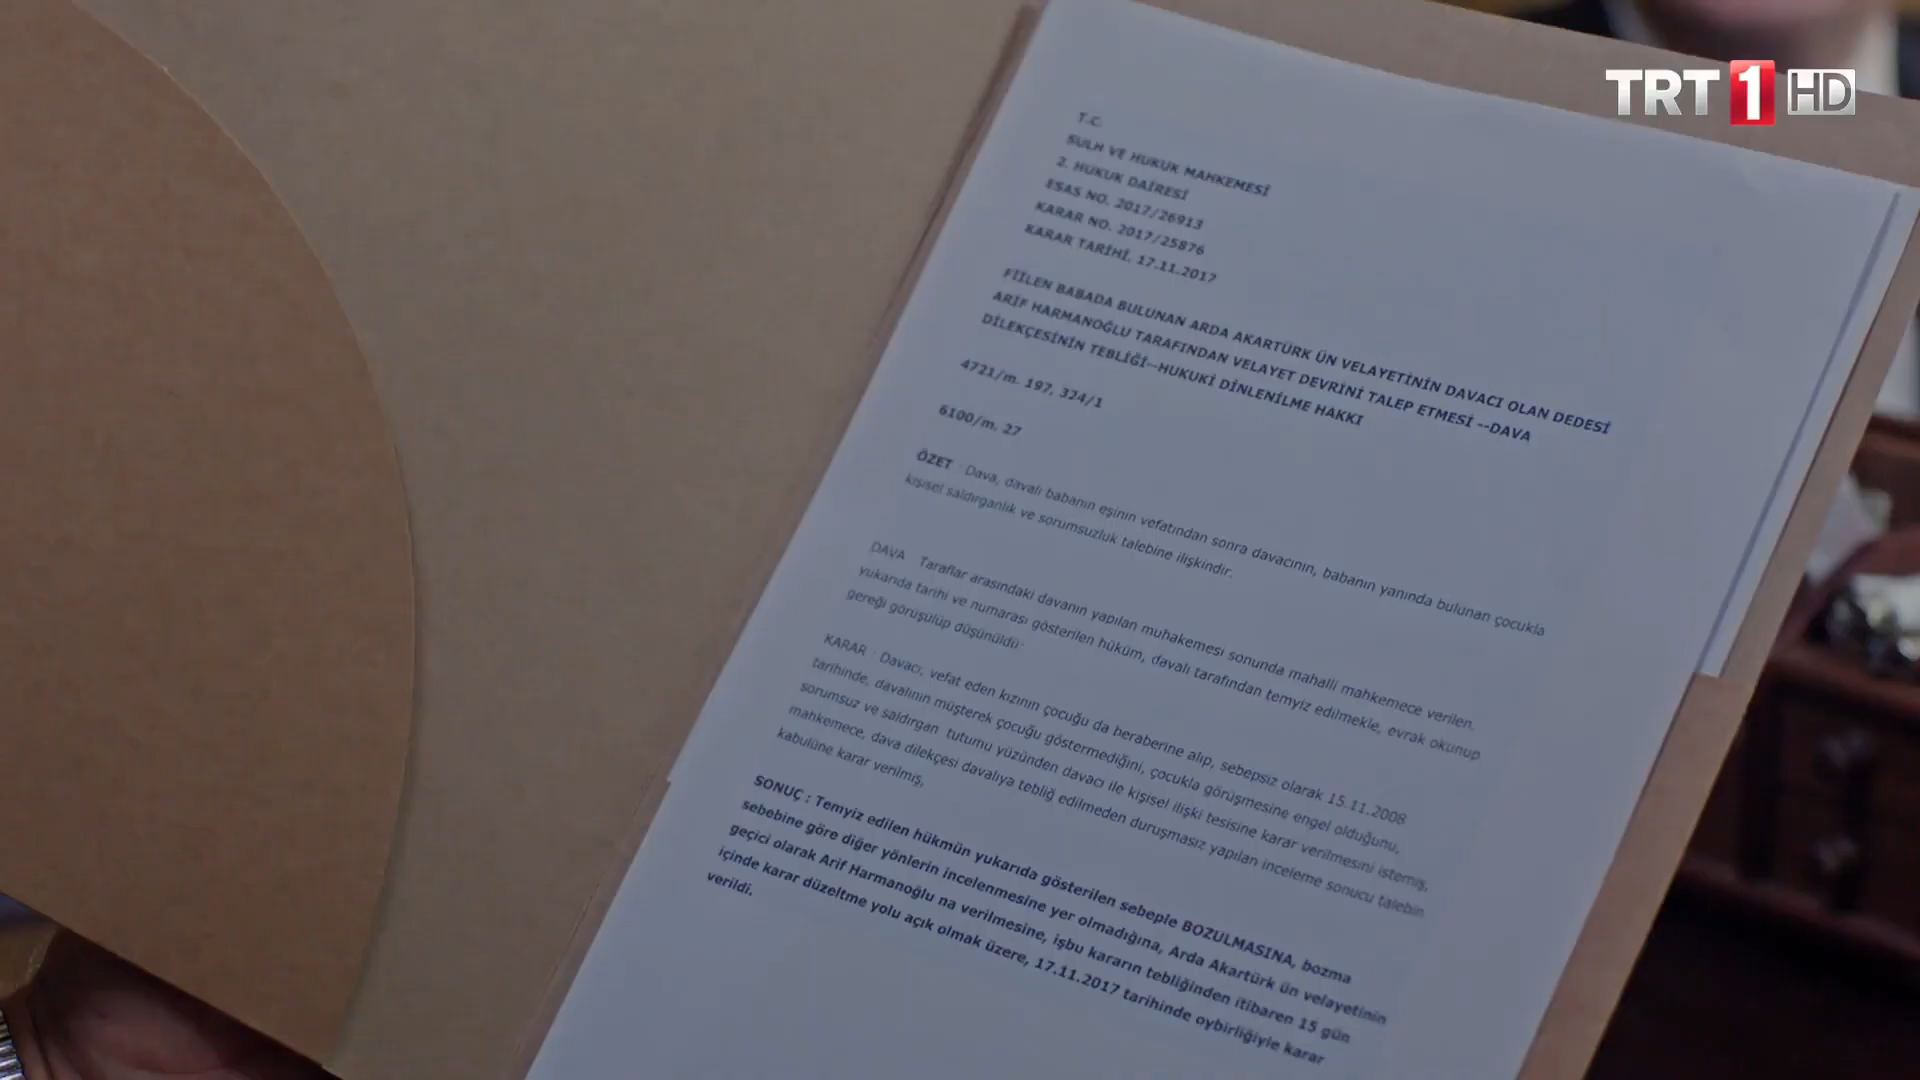 TRT 1 HD
T.C.
SULH VE HUKUK MAHKEMESİ
2. HUKUK DAİRESİ
ESAS NO. 2017/26913
KARAR NO. 2017/25876
KARAR TARİHİ. 17.11.2017
FİİLEN BABADA BULUNAN ARDA AKARTÜRK ÜN VELAYETİNİN DAVACI OLAN DEDESİ
ARİF HARMANOĞLU TARAFINDAN VELAYET DEVRİNİ TALEP ETMESİ --DAVA
DİLEKÇESİNİN TEBLİĞİ--HUKUKİ DİNLENİLME HAKKI
4721/m. 197, 324/1
6100/m. 27
ÖZET : Dava, davalı babanın eşinin vefatından sonra davacının, babanın yanında bulunan çocukla
kişisel saldırganlık ve sorumsuzluk talebine ilişkindir.
DAVA : Taraflar arasındaki davanın yapılan muhakemesi sonunda mahalli mahkemece verilen,
yukarıda tarihi ve numarası gösterilen hüküm, davalı tarafından temyiz edilmekle, evrak okunup
gereği görüşülüp düşünüldü:
KARAR : Davacı, vefat eden kızının çocuğu da beraberine alıp, sebepsiz olarak 15.11.2008
tarihinde, davalının müşterek çocuğu göstermediğini, çocukla görüşmesine engel olduğunu,
sorumsuz ve saldırgan tutumu yüzünden davacı ile kişisel ilişki tesisine karar verilmesini istemiş,
mahkemece, dava dilekçesi davalıya tebliğ edilmeden duruşmasız yapılan inceleme sonucu talebin
kabulüne karar verilmiş,
SONUÇ : Temyiz edilen hükmün yukarıda gösterilen sebeple BOZULMASINA, bozma
sebebine göre diğer yönlerin incelenmesine yer olmadığına, Arda Akartürk ün velayetinin
geçici olarak Arif Harmanoğlu na verilmesine, işbu kararın tebliğinden itibaren 15 gün
içinde karar düzeltme yolu açık olmak üzere, 17.11.2017 tarihinde oybirliğiyle karar
verildi.